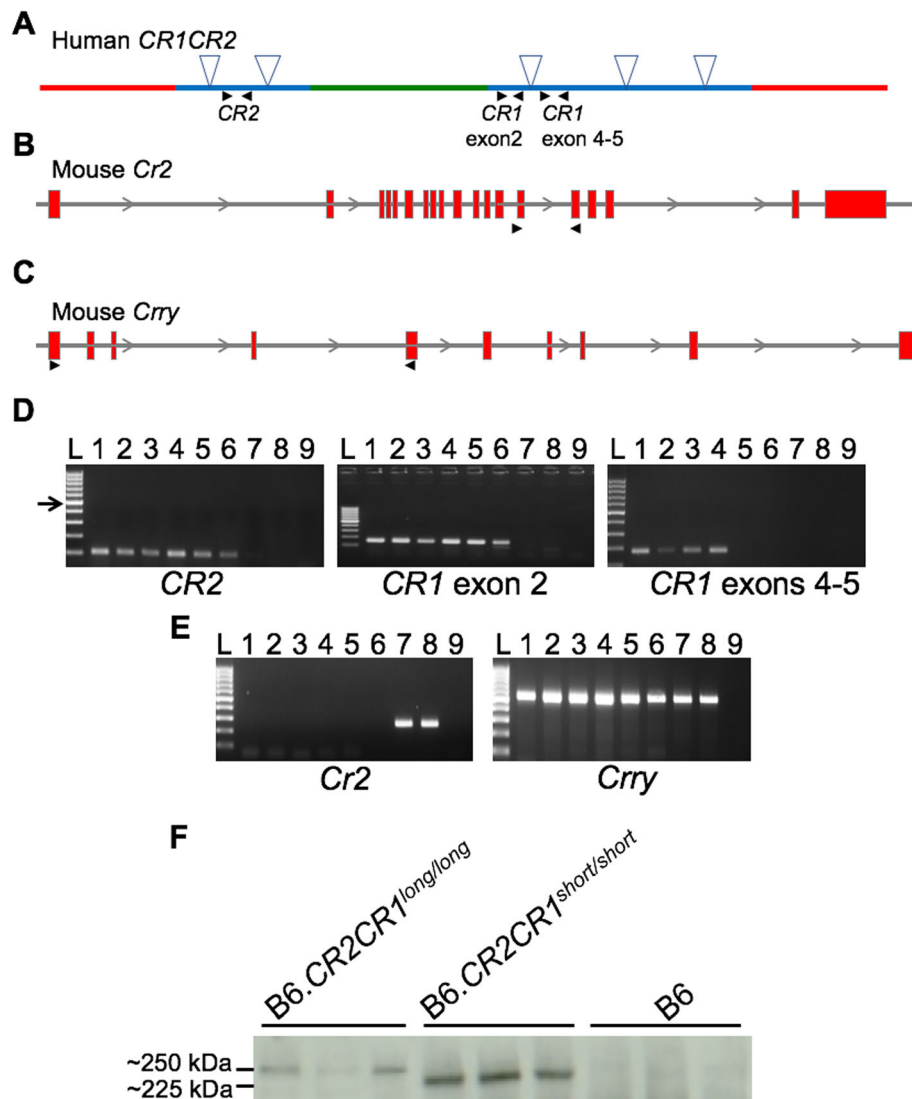 A
Human CR1CR2
CR2
CR1
exon2
CR1
exon 4-5
B
Mouse Cr2
C
Mouse Crry
D
L 1 2 3 4 5 6 7 8 9
L 1 2 3 4 5 6 7 8 9
L 1 2 3 4 5 6 7 8 9
CR2
CR1 exon 2
CR1 exons 4-5
E
L 1 2 3 4 5 6 7 8 9
L 1 2 3 4 5 6 7 8 9
Cr2
Crry
F
B6.CR2CR1long/long
B6.CR2CR1short/short
B6
~250 kDa
~225 kDa